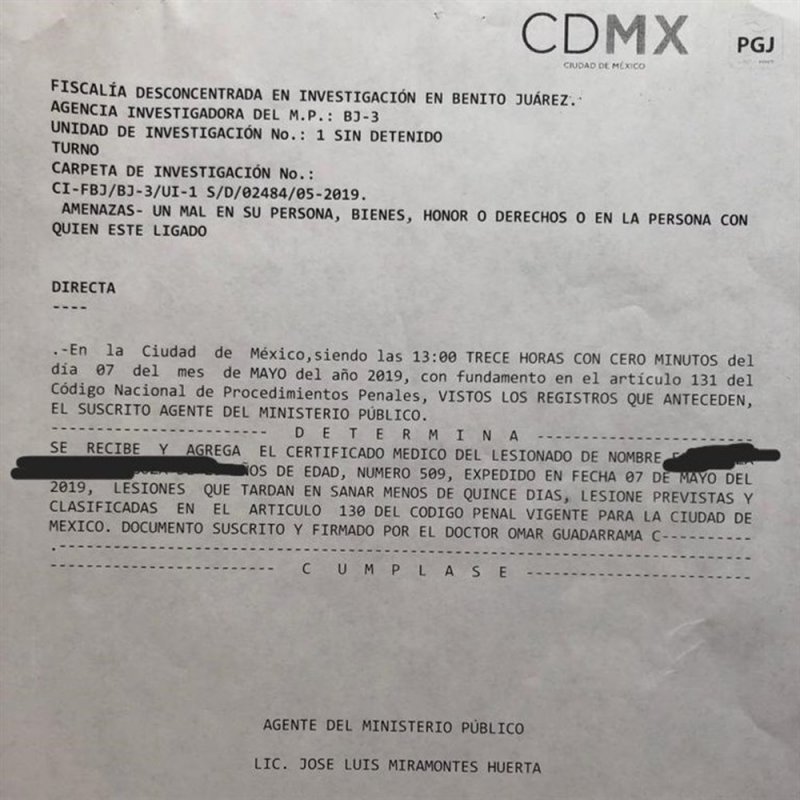 CDMX
CIUDAD DE MÉXICO
PGJ
FISCALÍA DESCONCENTRADA EN INVESTIGACIÓN EN BENITO JUÁREZ.
AGENCIA INVESTIGADORA DEL M.P.: BJ-3
UNIDAD DE INVESTIGACIÓN No.: 1 SIN DETENIDO
TURNO
CARPETA DE INVESTIGACIÓN No.:
CI-FBJ/BJ-3/UI-1 S/D/02484/05-2019.
AMENAZAS- UN MAL EN SU PERSONA, BIENES, HONOR O DERECHOS O EN LA PERSONA CON
QUIEN ESTE LIGADO
DIRECTA
----
.-En la Ciudad de México,siendo las 13:00 TRECE HORAS CON CERO MINUTOS del
día 07 del mes de MAYO del año 2019, con fundamento en el artículo 131 del
Código Nacional de Procedimientos Penales, VISTOS LOS REGISTROS QUE ANTECEDEN,
EL SUSCRITO AGENTE DEL MINISTERIO PÚBLICO.
------------------------ D E T E R M I N A ------------------------
SE RECIBE Y AGREGA EL CERTIFICADO MEDICO DEL LESIONADO DE NOMBRE
AÑOS DE EDAD, NUMERO 509, EXPEDIDO EN FECHA 07 DE MAYO DEL
2019, LESIONES QUE TARDAN EN SANAR MENOS DE QUINCE DIAS, LESIONE PREVISTAS Y
CLASIFICADAS EN EL ARTICULO 130 DEL CODIGO PENAL VIGENTE PARA LA CIUDAD DE
MEXICO. DOCUMENTO SUSCRITO Y FIRMADO POR EL DOCTOR OMAR GUADARRAMA C----------
.-----------------------------------------------------------------------------
------------------------- C U M P L A S E -------------------------
AGENTE DEL MINISTERIO PÚBLICO
LIC. JOSE LUIS MIRAMONTES HUERTA